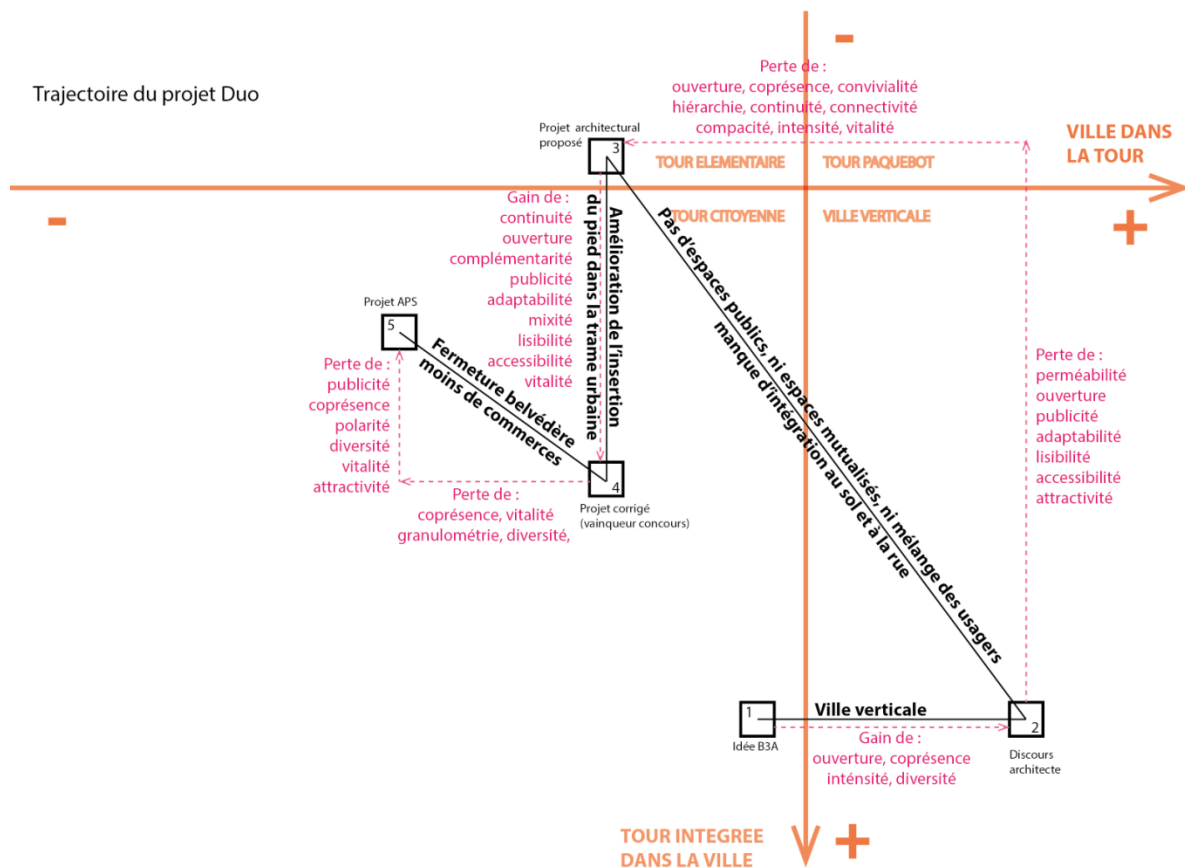 Trajectoire du projet Duo
-
Perte de :
ouverture, coprésence, convivialité
hiérarchie, continuité, connectivité
compacité, intensité, vitalité
VILLE DANS
LA TOUR
Projet architectural
proposé
3
TOUR ELEMENTAIRE
TOUR PAQUEBOT
-
TOUR CITOYENNE
VILLE VERTICALE
+
Gain de :
continuité
ouverture
complémentarité
publicité
adaptabilité
mixité
lisibilité
accessibilité
vitalité
Amélioration de l'insertion
du pied dans la trame urbaine
Pas d'espaces publics, ni espaces mutualisés, ni mélange des usagers
manque d'intégration au sol et à la rue
Projet APS
5
Fermeture belvédère
moins de commerces
Perte de :
publicité
coprésence
polarité
diversité
vitalité
attractivité
Perte de :
perméabilité
ouverture
publicité
adaptabilité
lisibilité
accessibilité
attractivité
4
Projet corrigé
(vainqueur concours)
Perte de :
coprésence, vitalité
granulométrie, diversité,
1
Idée B3A
Ville verticale
2
Discours
architecte
Gain de :
ouverture, coprésence
inténsité, diversité
TOUR INTEGREE
DANS LA VILLE
+